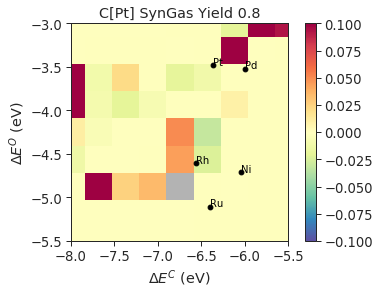 C[Pt] SynGas Yield 0.8
ΔE^O (eV)
−3.0
−3.5
−4.0
−4.5
−5.0
−5.5
Pt
Pd
Rh
Ni
Ru
−8.0 −7.5 −7.0 −6.5 −6.0 −5.5
ΔE^C (eV)
0.100
0.075
0.050
0.025
0.000
−0.025
−0.050
−0.075
−0.100